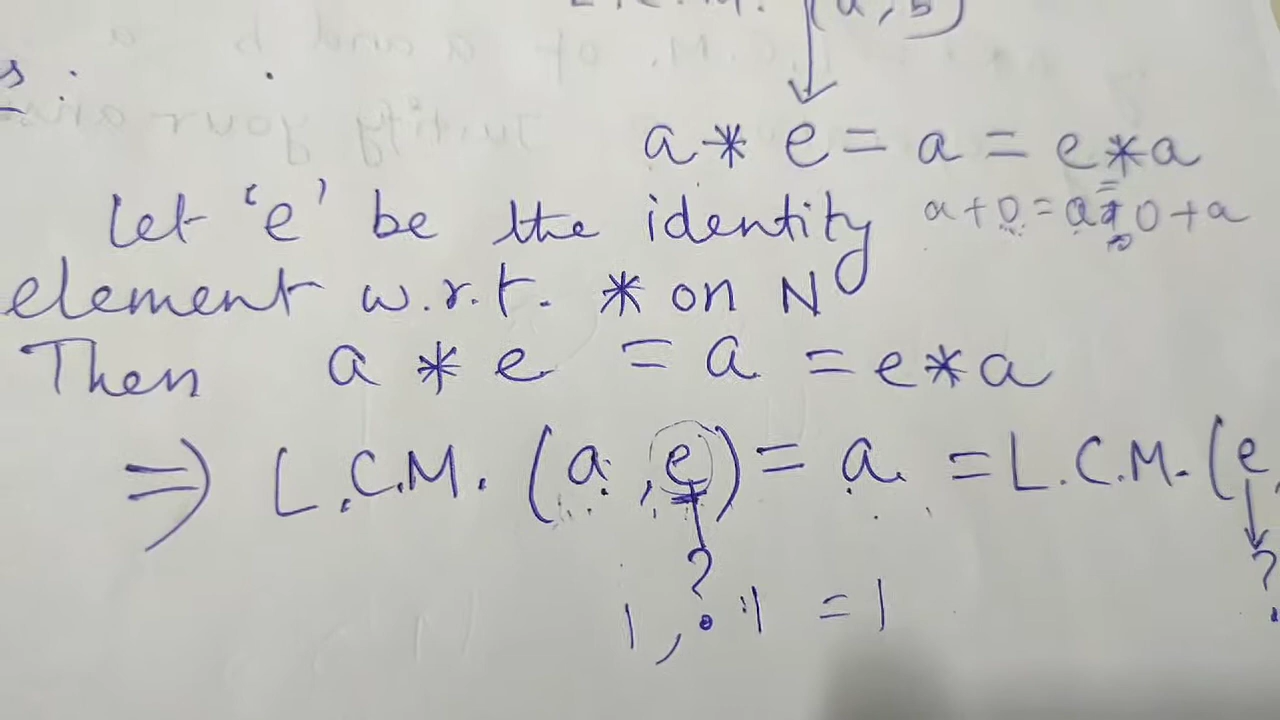 L.C.M. (a, b)
s :
a * e = a = e * a
Let 'e' be the identity a + 0 = a = 0 + a
element w.r.t. * on N
Then a * e = a = e * a
⇒ L.C.M. (a, e) = a = L.C.M. (e,
? ?
1, 1 = 1